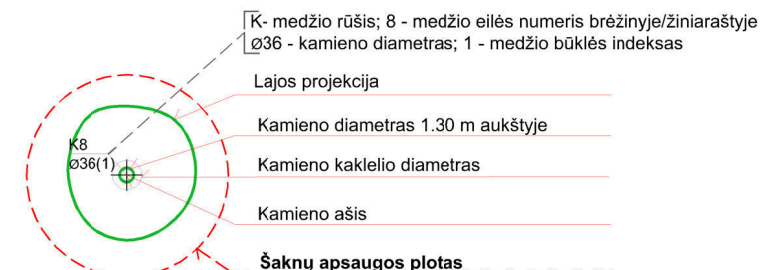 K- medžio rūšis; 8 - medžio eilės numeris brėžinyje/žiniaraštyje
Ø36 - kamieno diametras; 1 - medžio būklės indeksas
Lajos projekcija
Kamieno diametras 1.30 m aukštyje
K8
Ø36(1)
Kamieno kaklelio diametras
Kamieno ašis
Šaknų apsaugos plotas